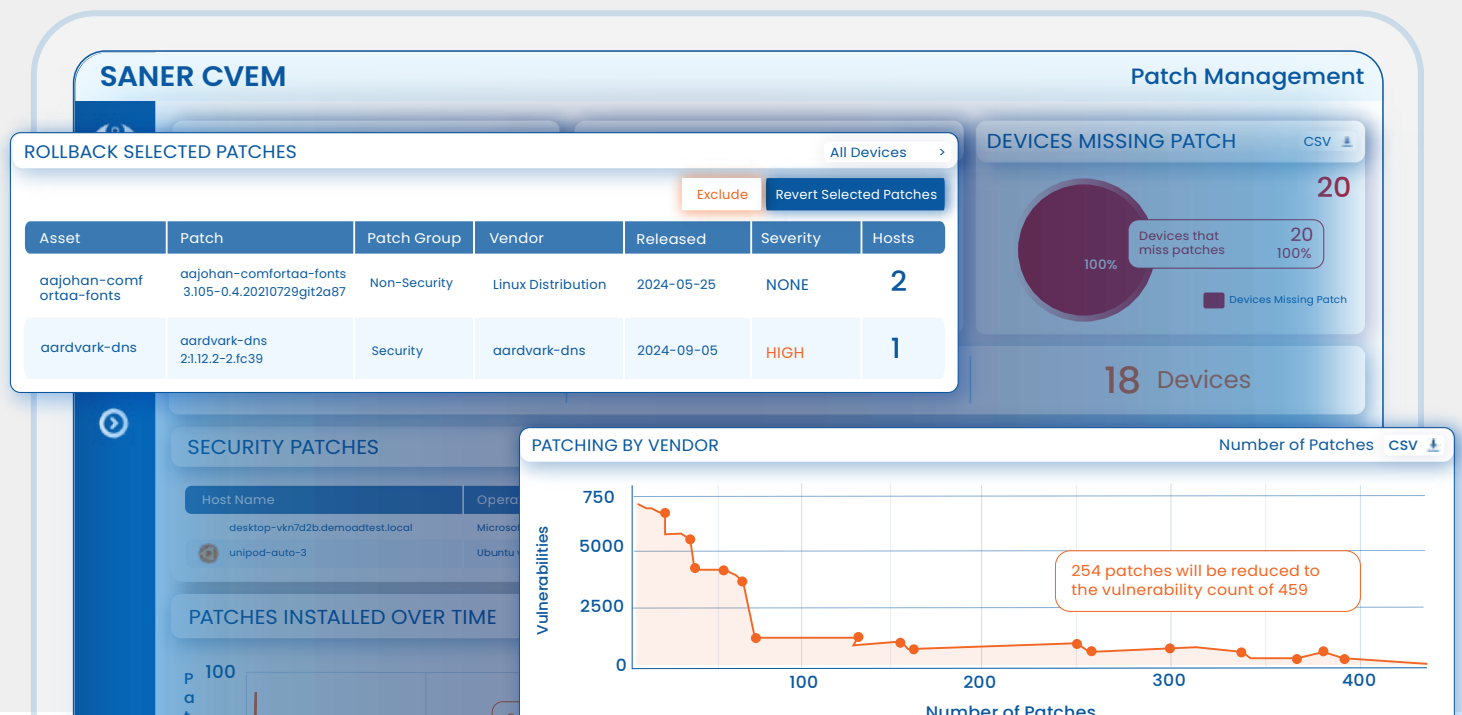 SANER CVEM
Patch Management
ROLLBACK SELECTED PATCHES
All Devices >
Exclude
Revert Selected Patches
Asset Patch Patch Group Vendor Released Severity Hosts
aajohan-comf
ortaa-fonts
aajohan-comfortaa-fonts
3.105-0.4.20210729git2a87
Non-Security
Linux Distribution
2024-05-25
NONE
2
aardvark-dns
aardvark-dns
2:1.12.2-2.fc39
Security
aardvark-dns
2024-09-05
HIGH
1
DEVICES MISSING PATCH
CSV
20
100%
Devices that
miss patches
20
100%
Devices Missing Patch
18 Devices
SECURITY PATCHES
Host Name Opera
desktop-vkn7d2b.demoadtest.local Microsof
unipod-auto-3 Ubuntu v
PATCHES INSTALLED OVER TIME
100
P
a
PATCHING BY VENDOR
Number of Patches
CSV
Vulnerabilities
750
5000
2500
0
254 patches will be reduced to
the vulnerability count of 459
100 200 300 400
Number of Patches